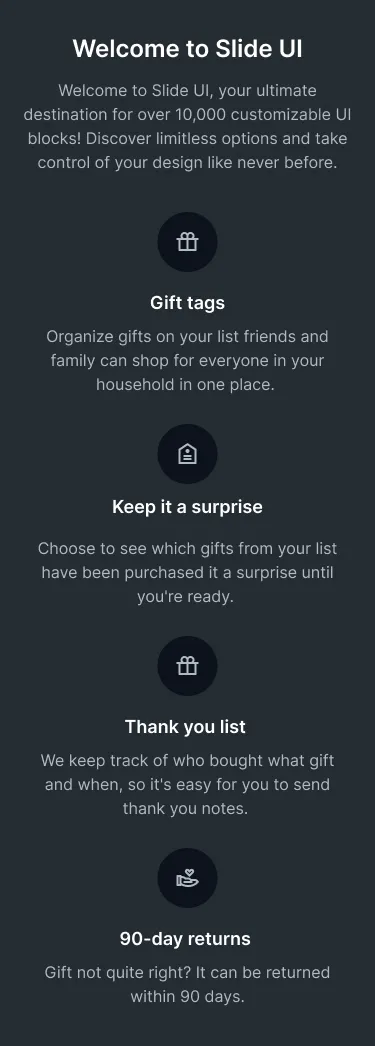 Welcome to Slide UI
Welcome to Slide UI, your ultimate
destination for over 10,000 customizable UI
blocks! Discover limitless options and take
control of your design like never before.
Gift tags
Organize gifts on your list friends and
family can shop for everyone in your
household in one place.
Keep it a surprise
Choose to see which gifts from your list
have been purchased it a surprise until
you're ready.
Thank you list
We keep track of who bought what gift
and when, so it's easy for you to send
thank you notes.
90-day returns
Gift not quite right? It can be returned
within 90 days.